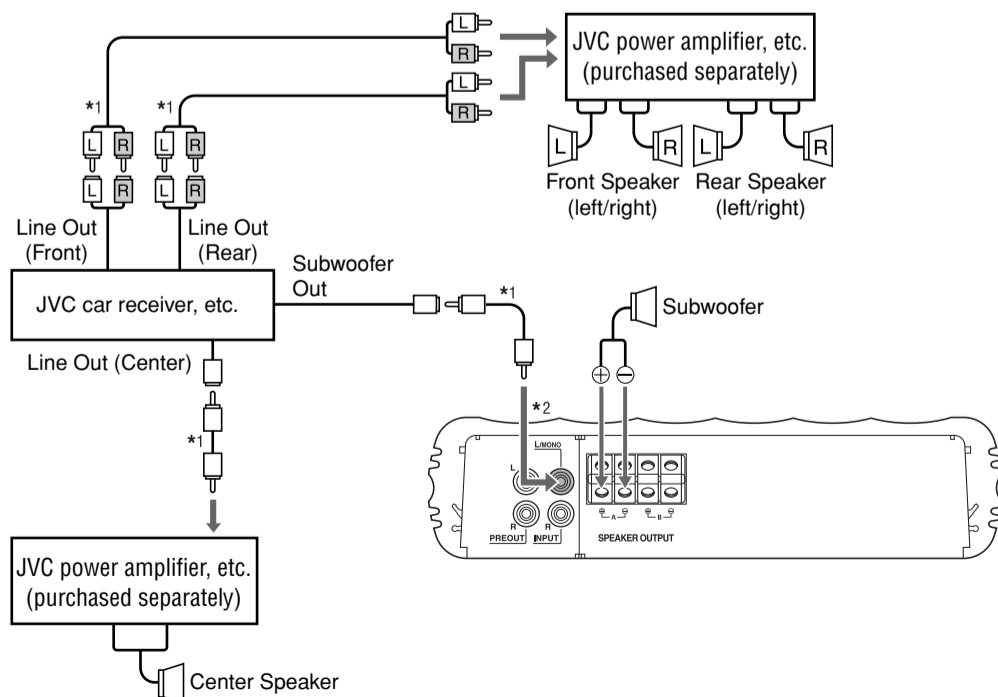 L
R
L
R
JVC power amplifier, etc.
(purchased separately)
*1
*1
L
R
L
R
L
R
L
R
L
R
L
R
Front Speaker
(left/right)
Rear Speaker
(left/right)
Line Out
(Front)
Line Out
(Rear)
Subwoofer
Out
JVC car receiver, etc.
*1
Subwoofer
Line Out (Center)
+
−
*2
*1
L/MONO
L
R
R
PREOUT
INPUT
⊕ A ⊖
⊕ B ⊖
SPEAKER OUTPUT
JVC power amplifier, etc.
(purchased separately)
Center Speaker